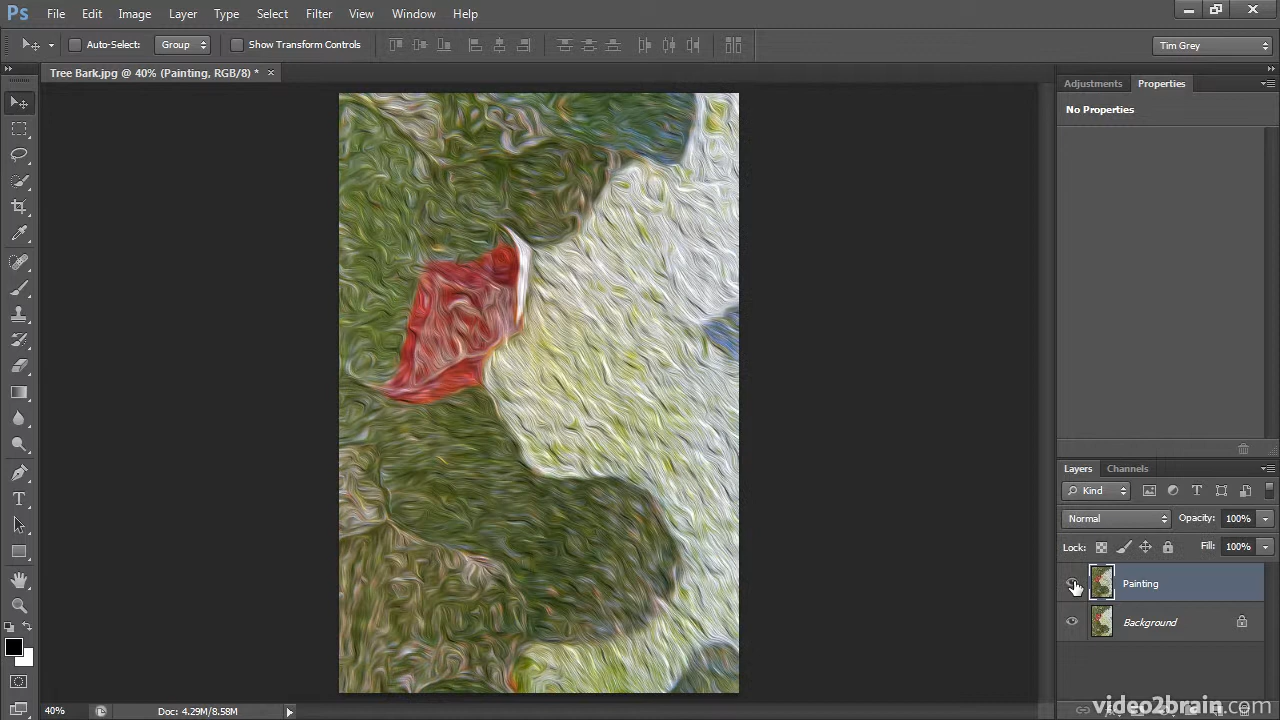 Ps File Edit Image Layer Type Select Filter View Window Help
Auto-Select: Group Show Transform Controls Tim Grey
Tree Bark.jpg @ 40% (Painting, RGB/8) * ×
Adjustments Properties
No Properties
Layers Channels
Kind
Normal Opacity: 100%
Lock: Fill: 100%
Painting
Background
40% Doc: 4.29M/8.58M
video2brain.com